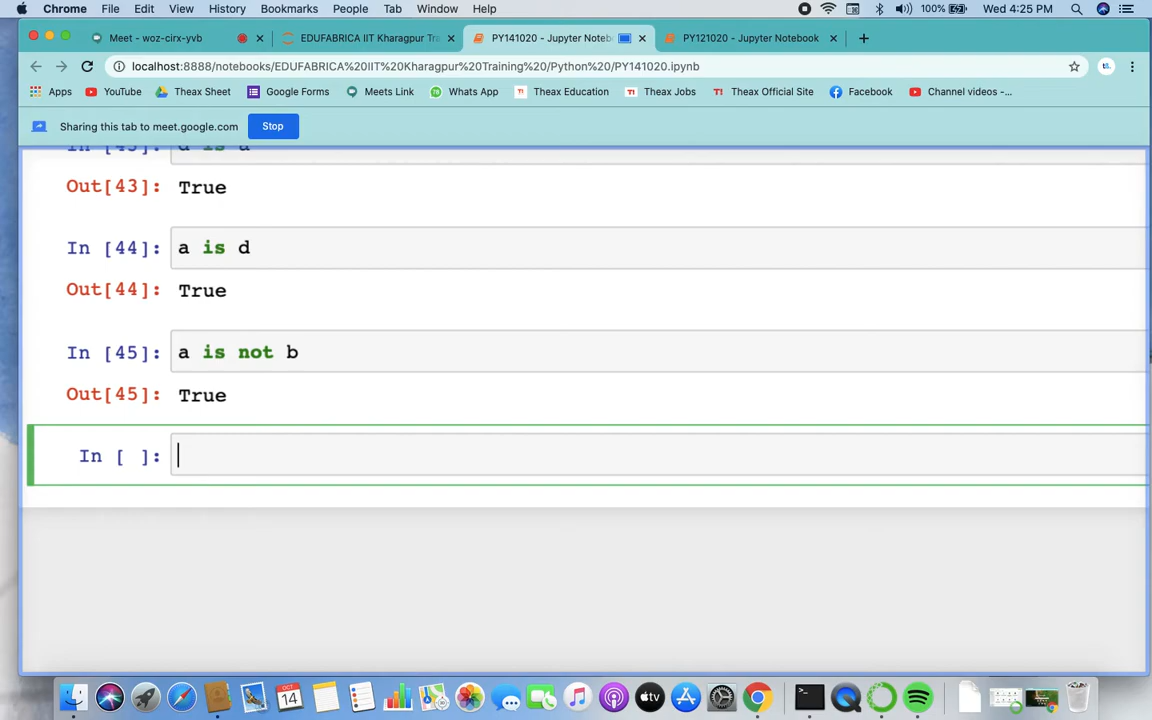 Chrome File Edit View History Bookmarks People Tab Window Help 100% Wed 4:25 PM
Meet - woz-cirx-yvb EDUFABRICA IIT Kharagpur Tra PY141020 - Jupyter Noteb PY121020 - Jupyter Notebook
localhost:8888/notebooks/EDUFABRICA%20IIT%20Kharagpur%20Training%20/Python%20/PY141020.ipynb
Apps YouTube Theax Sheet Google Forms Meets Link Whats App Theax Education Theax Jobs Theax Official Site Facebook Channel videos -...
Sharing this tab to meet.google.com Stop
In [43]: d is a
Out[43]: True
In [44]: a is d
Out[44]: True
In [45]: a is not b
Out[45]: True
In [ ]: